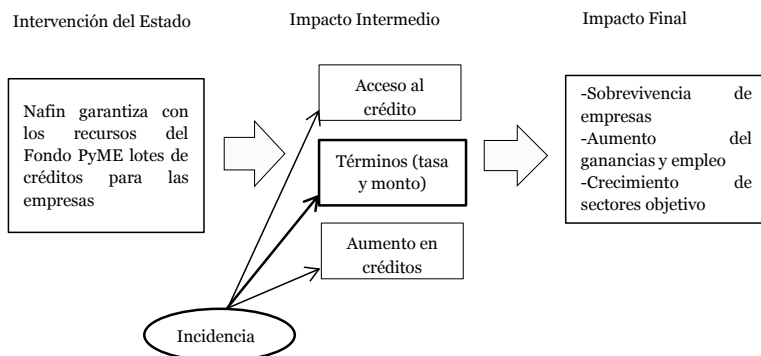 Intervención del Estado
Impacto Intermedio
Impacto Final
Nafin garantiza con
los recursos del
Fondo PyME lotes de
créditos para las
empresas
Acceso al
crédito
Términos (tasa
y monto)
Aumento en
créditos
-Sobrevivencia de
empresas
-Aumento del
ganancias y empleo
-Crecimiento de
sectores objetivo
Incidencia